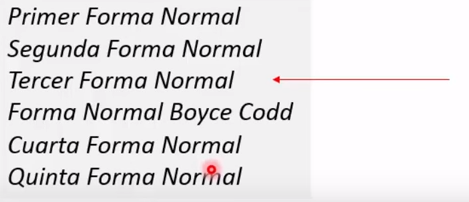 Primer Forma Normal
Segunda Forma Normal
Tercer Forma Normal
Forma Normal Boyce Codd
Cuarta Forma Normal
Quinta Forma Normal